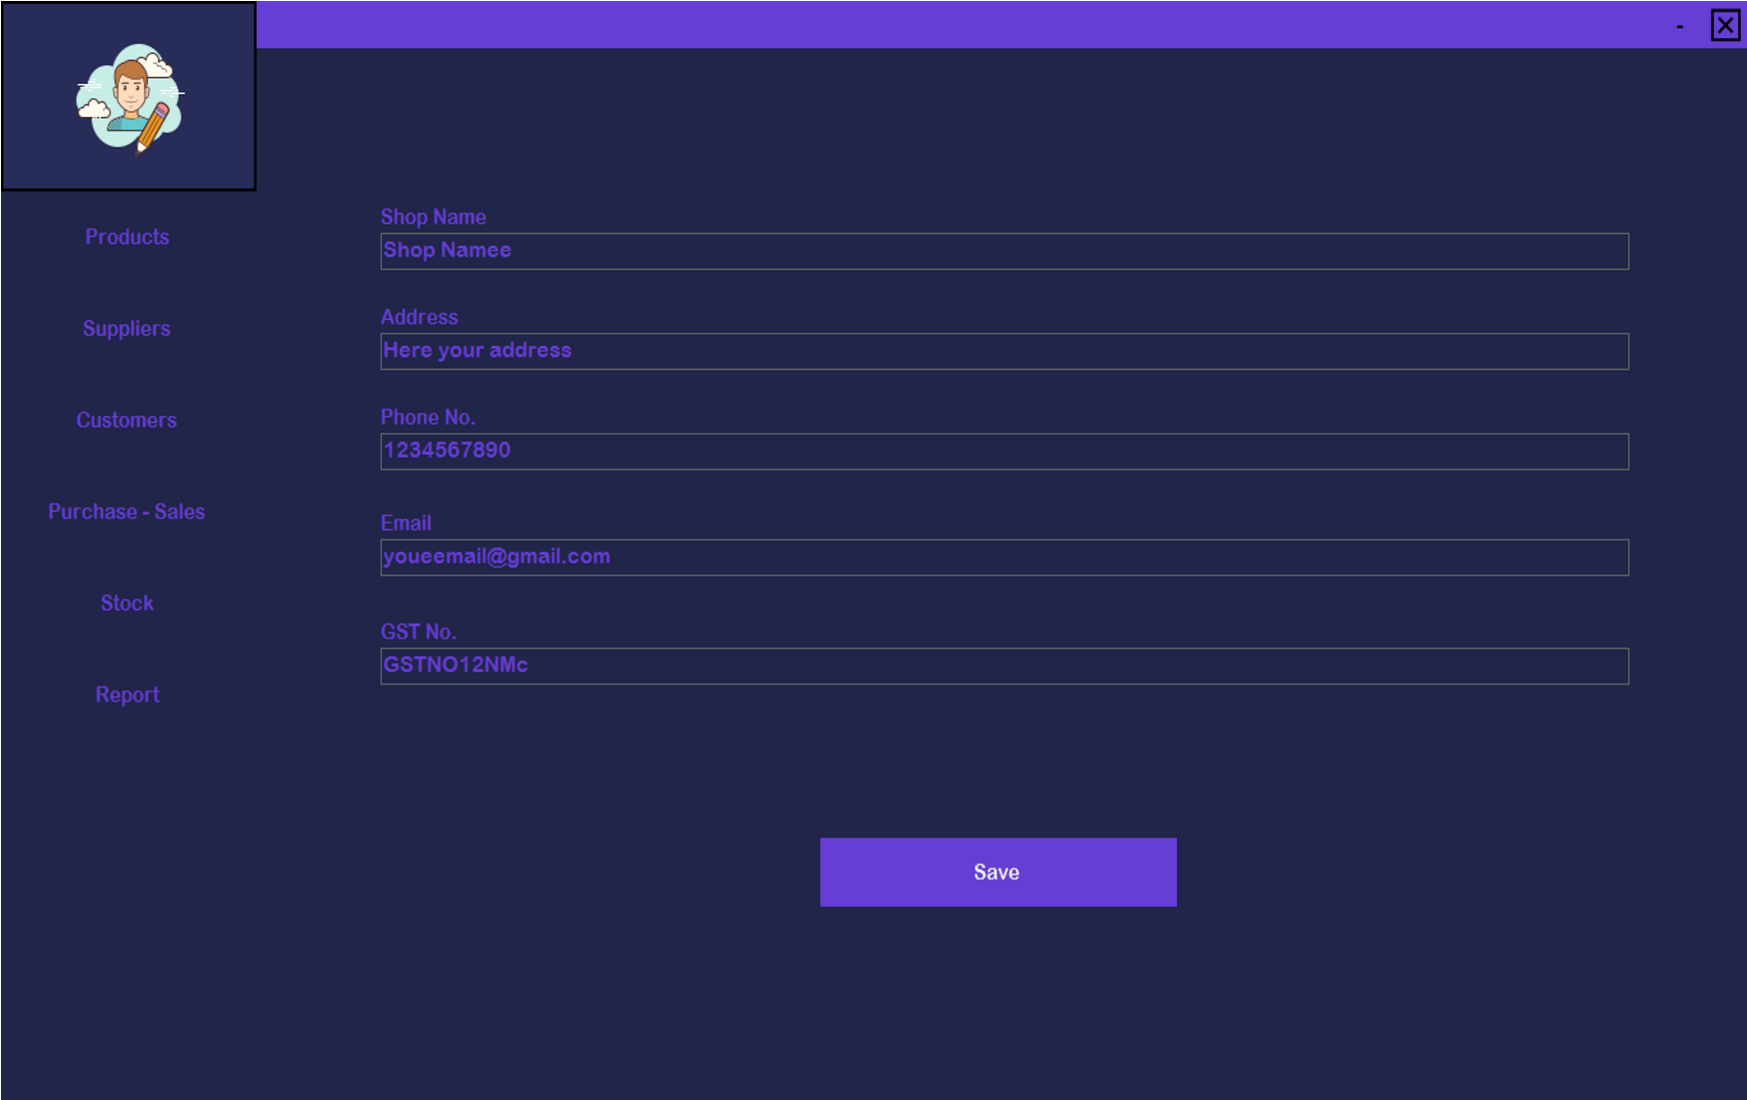 -
Products
Suppliers
Customers
Purchase - Sales
Stock
Report
Shop Name
Shop Namee
Address
Here your address
Phone No.
1234567890
Email
youeemail@gmail.com
GST No.
GSTNO12NMc
Save